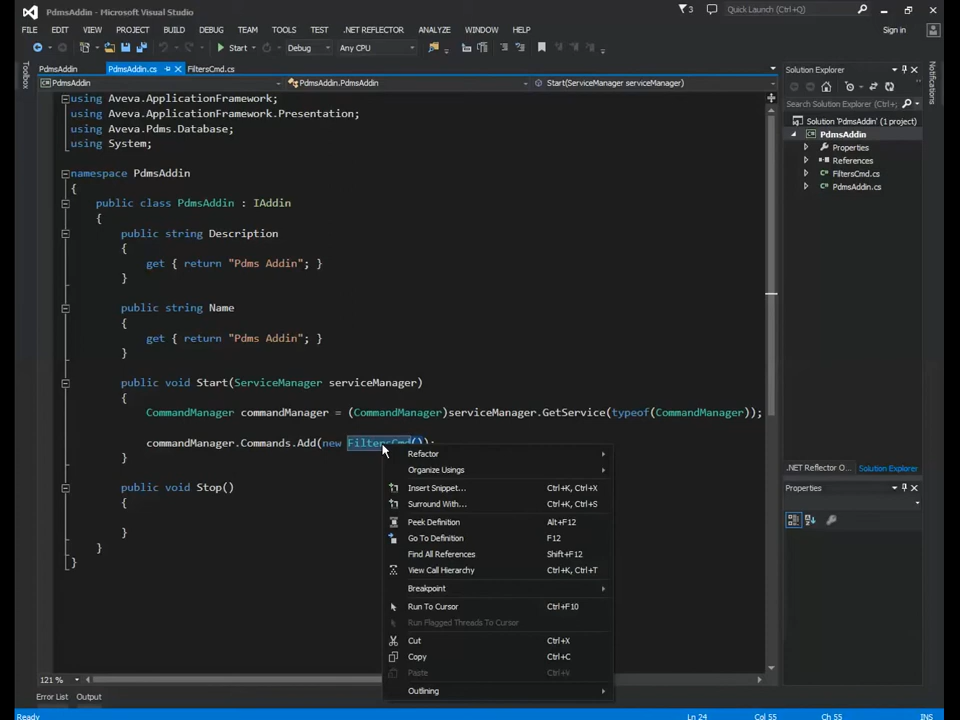 PdmsAddin - Microsoft Visual Studio
3
Quick Launch (Ctrl+Q)
FILE EDIT VIEW PROJECT BUILD DEBUG TEAM TOOLS TEST .NET REFLECTOR ANALYZE WINDOW HELP
Sign in
Start Debug Any CPU
Toolbox
PdmsAddin PdmsAddin.cs FiltersCmd.cs
PdmsAddin PdmsAddin.PdmsAddin Start(ServiceManager serviceManager)
using Aveva.ApplicationFramework;
using Aveva.ApplicationFramework.Presentation;
using Aveva.Pdms.Database;
using System;
namespace PdmsAddin
{
public class PdmsAddin : IAddin
{
public string Description
{
get { return "Pdms Addin"; }
}
public string Name
{
get { return "Pdms Addin"; }
}
public void Start(ServiceManager serviceManager)
{
CommandManager commandManager = (CommandManager)serviceManager.GetService(typeof(CommandManager));
commandManager.Commands.Add(new FiltersCmd());
}
public void Stop()
{
}
}
}
Refactor
Organize Usings
Insert Snippet... Ctrl+K, Ctrl+X
Surround With... Ctrl+K, Ctrl+S
Peek Definition Alt+F12
Go To Definition F12
Find All References Shift+F12
View Call Hierarchy Ctrl+K, Ctrl+T
Breakpoint
Run To Cursor Ctrl+F10
Run Flagged Threads To Cursor
Cut Ctrl+X
Copy Ctrl+C
Paste Ctrl+V
Outlining
Solution Explorer
Search Solution Explorer (Ctrl+;)
Solution 'PdmsAddin' (1 project)
PdmsAddin
Properties
References
FiltersCmd.cs
PdmsAddin.cs
.NET Reflector O... Solution Explorer
Properties
Notifications
121 %
Error List Output
Ready Ln 24 Col 55 Ch 55 INS